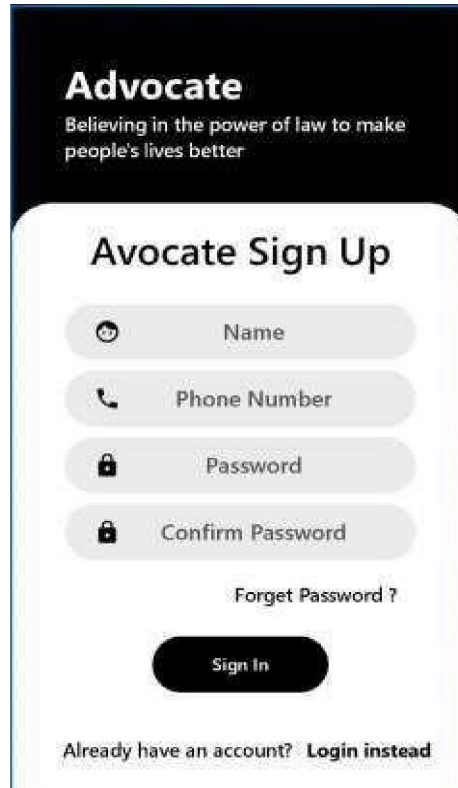 Advocate
Believing in the power of law to make
people's lives better
Avocate Sign Up
Name
Phone Number
Password
Confirm Password
Forget Password ?
Sign In
Already have an account? Login instead